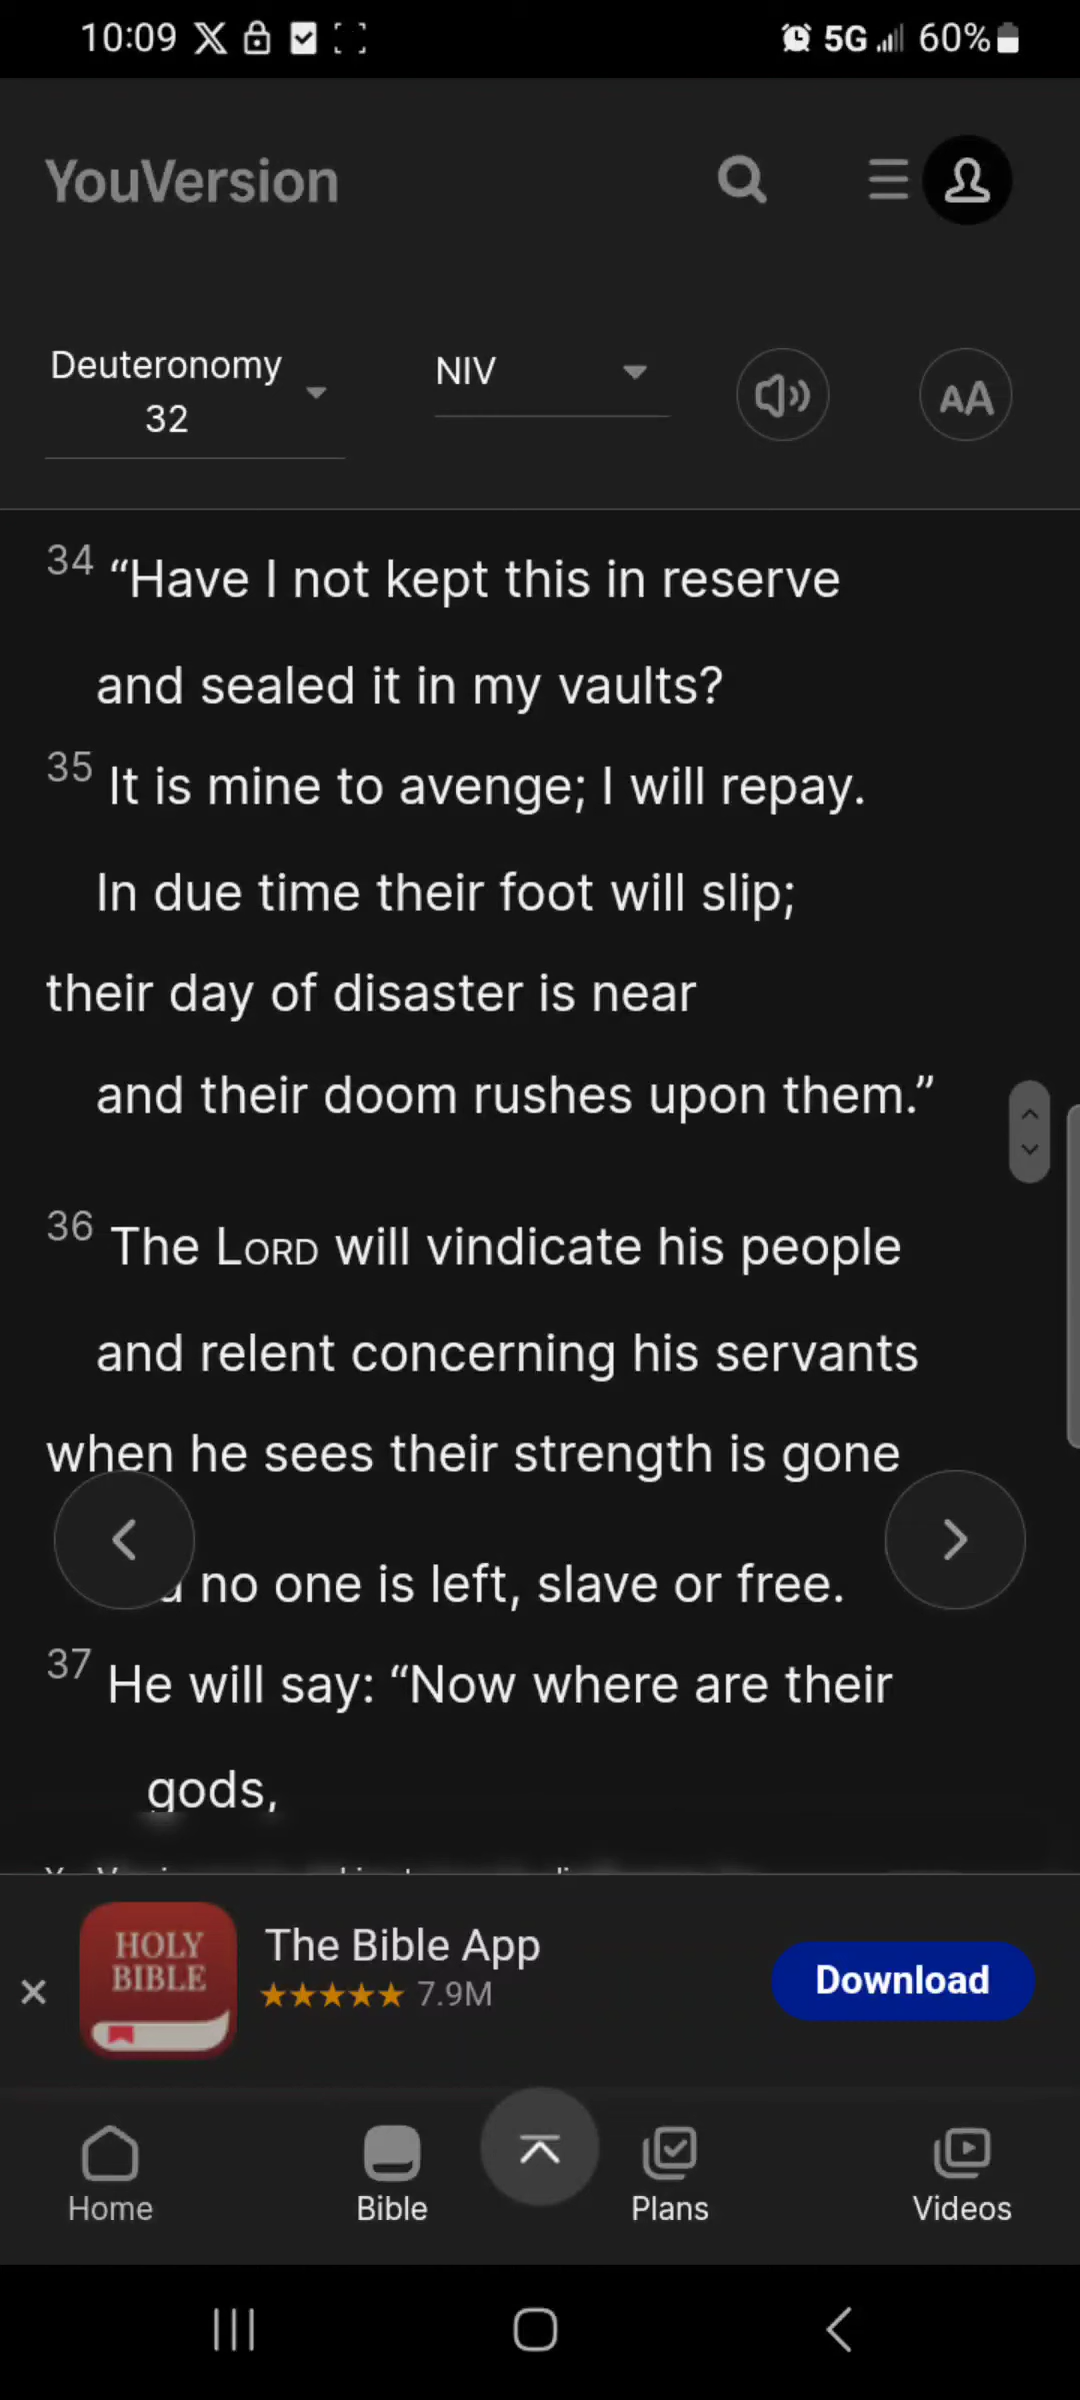 10:09
5G 60%
YouVersion
Deuteronomy
32
NIV
AA
34 “Have I not kept this in reserve
and sealed it in my vaults?
35 It is mine to avenge; I will repay.
In due time their foot will slip;
their day of disaster is near
and their doom rushes upon them.”
36 The LORD will vindicate his people
and relent concerning his servants
when he sees their strength is gone
no one is left, slave or free.
37 He will say: “Now where are their
gods,
HOLY
BIBLE
The Bible App
★★★★★ 7.9M
Download
Home
Bible
Plans
Videos